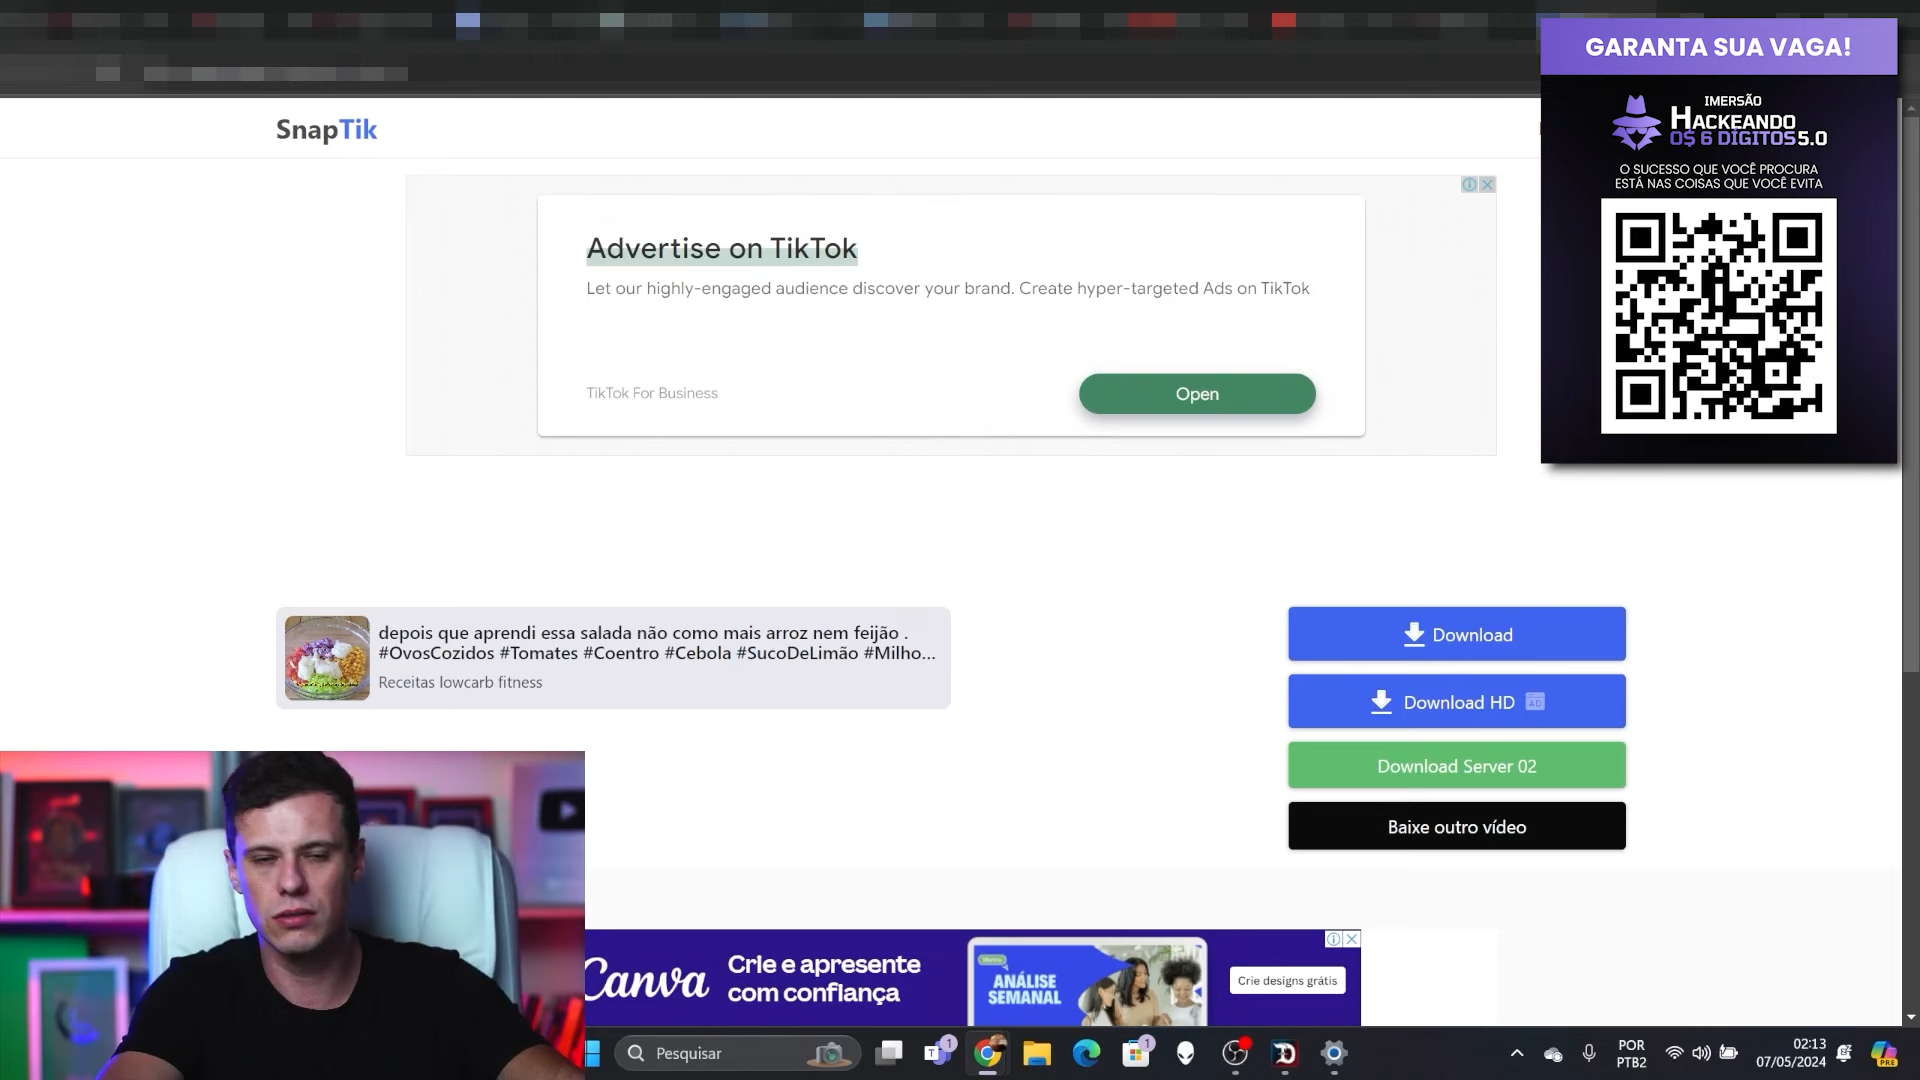 GARANTA SUA VAGA!
IMERSÃO
HACKEANDO
O$ 6 DÍGITOS 5.0
O SUCESSO QUE VOCÊ PROCURA
ESTÁ NAS COISAS QUE VOCÊ EVITA
SnapTik
Advertise on TikTok
Let our highly-engaged audience discover your brand. Create hyper-targeted Ads on TikTok
TikTok For Business
Open
depois que aprendi essa salada não como mais arroz nem feijão .
#OvosCozidos #Tomates #Coentro #Cebola #SucoDeLimão #Milho...
Receitas lowcarb fitness
Download
Download HD AD
Download Server 02
Baixe outro vídeo
Canva
Crie e apresente
com confiança
ANÁLISE
SEMANAL
Crie designs grátis
Pesquisar
1
1
POR
PTB2
02:13
07/05/2024
PRE